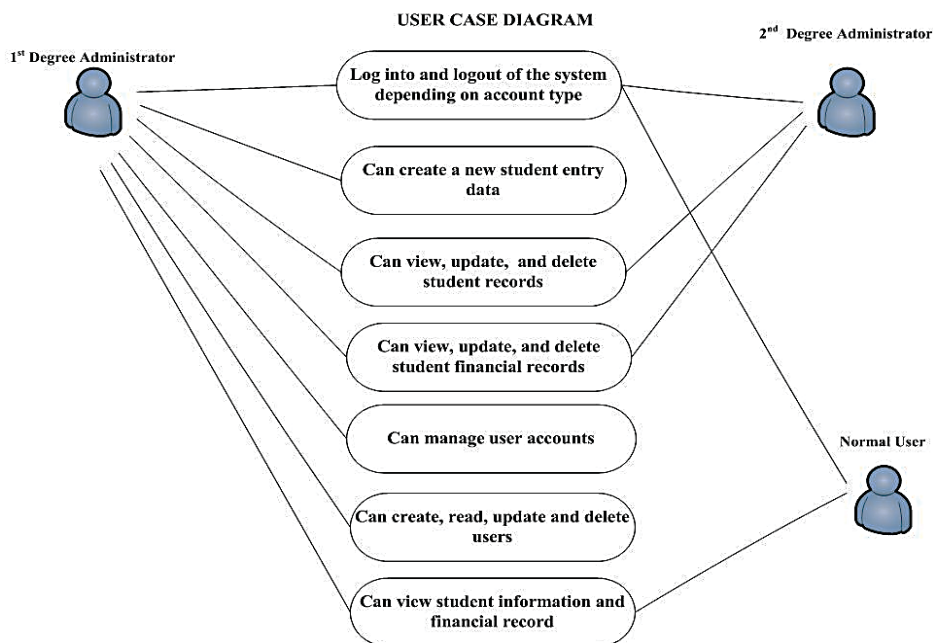 USER CASE DIAGRAM
1st Degree Administrator
2nd Degree Administrator
Log into and logout of the system
depending on account type
Can create a new student entry
data
Can view, update, and delete
student records
Can view, update, and delete
student financial records
Can manage user accounts
Normal User
Can create, read, update and delete
users
Can view student information and
financial record